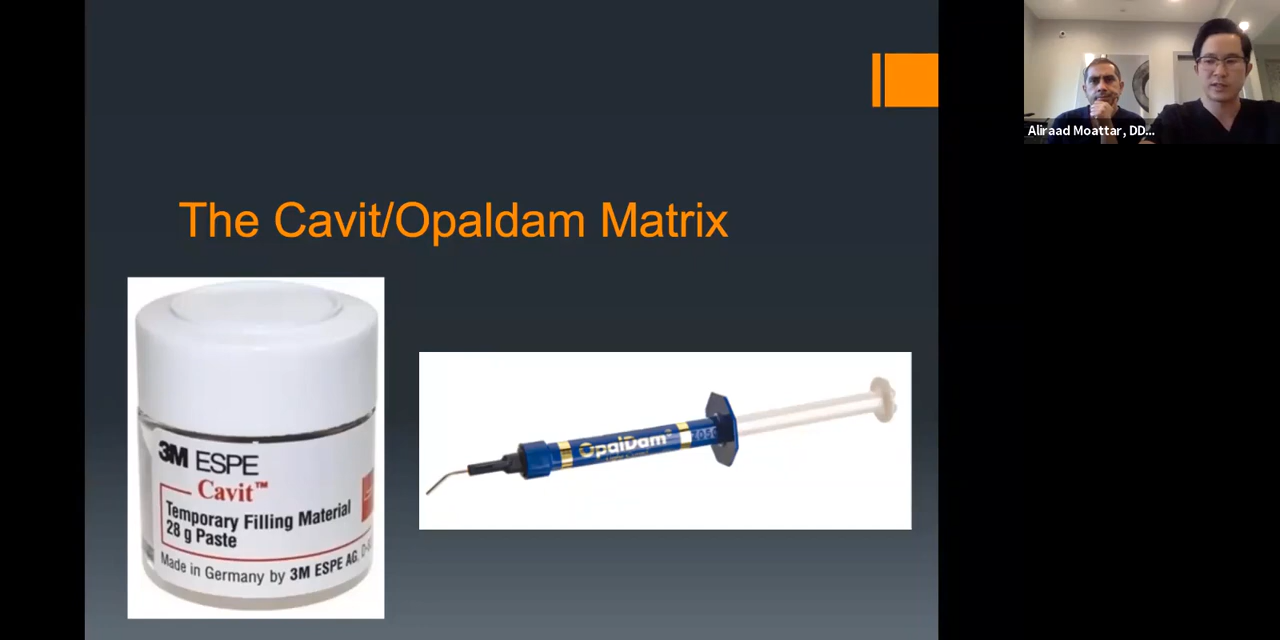 The Cavit/Opaldam Matrix
3M ESPE
Cavit™
Temporary Filling Material
28 g Paste
Made in Germany by 3M ESPE AG,
OpalDam
Aliraad Moattar, DD...